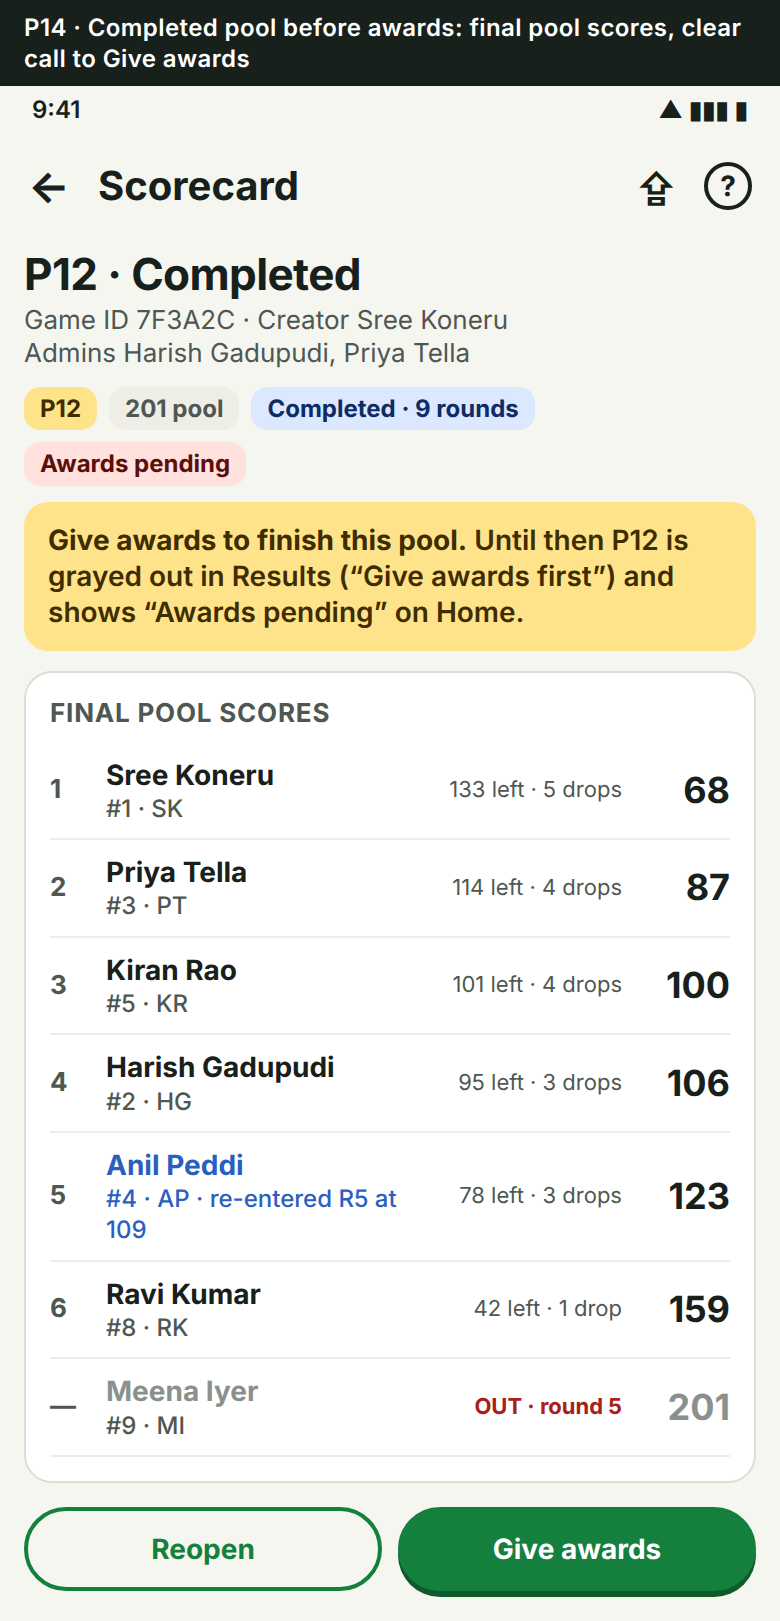 P14 · Completed pool before awards: final pool scores, clear
call to Give awards
9:41
Scorecard
?
P12 · Completed
Game ID 7F3A2C · Creator Sree Koneru
Admins Harish Gadupudi, Priya Tella
P12 201 pool Completed · 9 rounds
Awards pending
Give awards to finish this pool. Until then P12 is
grayed out in Results (“Give awards first”) and
shows “Awards pending” on Home.
FINAL POOL SCORES
1 Sree Koneru 133 left · 5 drops 68
#1 · SK
2 Priya Tella 114 left · 4 drops 87
#3 · PT
3 Kiran Rao 101 left · 4 drops 100
#5 · KR
4 Harish Gadupudi 95 left · 3 drops 106
#2 · HG
5 Anil Peddi 78 left · 3 drops 123
#4 · AP · re-entered R5 at
109
6 Ravi Kumar 42 left · 1 drop 159
#8 · RK
— Meena Iyer OUT · round 5 201
#9 · MI
Reopen Give awards